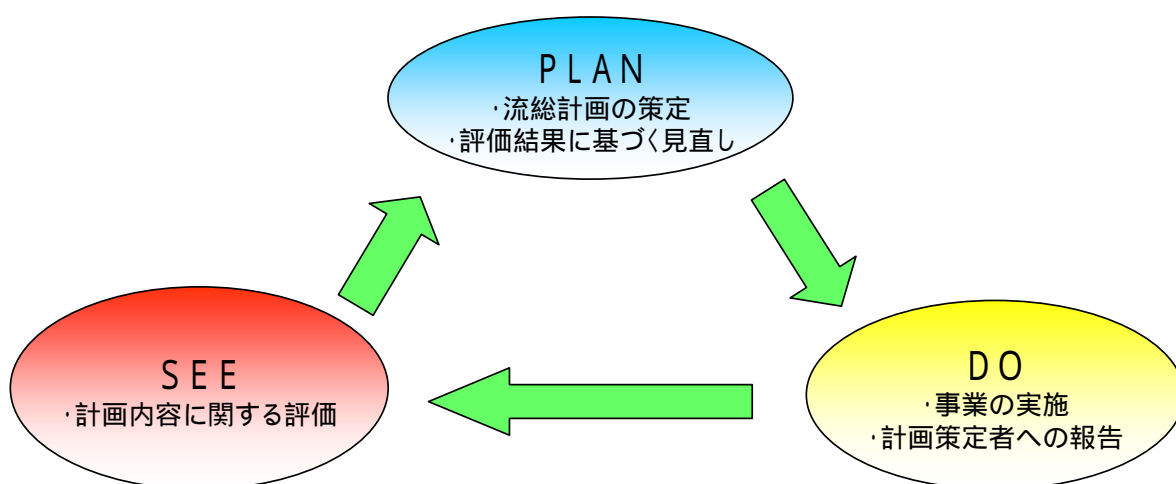 PLAN
・流総計画の策定
・評価結果に基づく見直し
SEE
・計画内容に関する評価
DO
・事業の実施
・計画策定者への報告